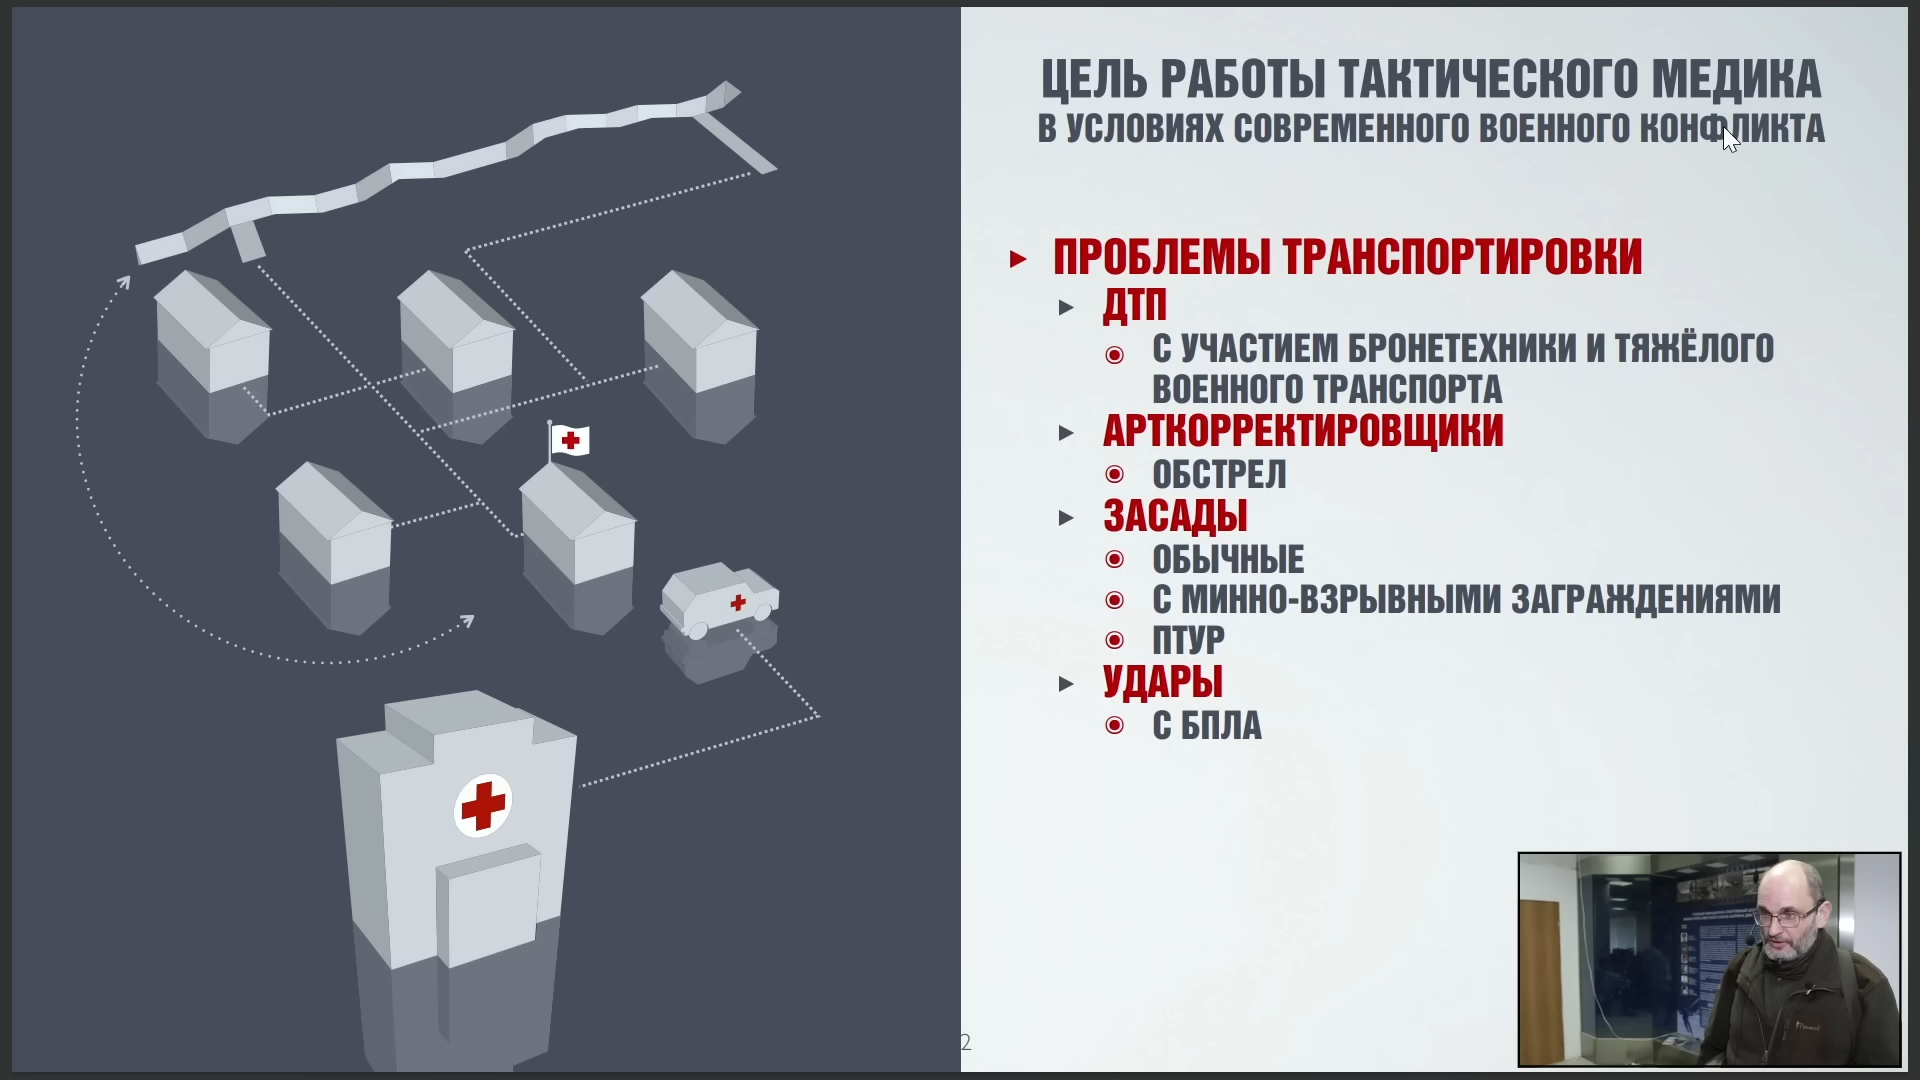 ЦЕЛЬ РАБОТЫ ТАКТИЧЕСКОГО МЕДИКА
В УСЛОВИЯХ СОВРЕМЕННОГО ВОЕННОГО КОНФЛИКТА
ПРОБЛЕМЫ ТРАНСПОРТИРОВКИ
ДТП
С УЧАСТИЕМ БРОНЕТЕХНИКИ И ТЯЖЁЛОГО
ВОЕННОГО ТРАНСПОРТА
АРТКОРРЕКТИРОВЩИКИ
ОБСТРЕЛ
ЗАСАДЫ
ОБЫЧНЫЕ
С МИННО-ВЗРЫВНЫМИ ЗАГРАЖДЕНИЯМИ
ПТУР
УДАРЫ
С БПЛА
2